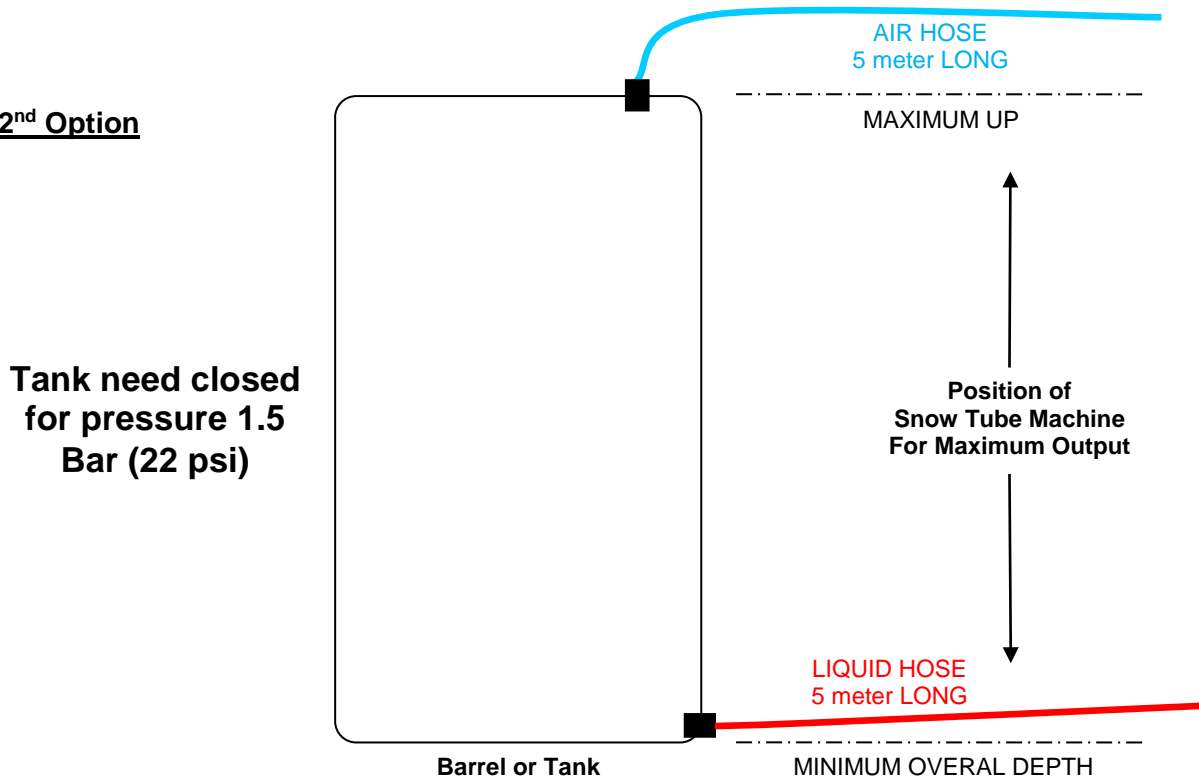 AIR HOSE
5 meter LONG
2nd Option
MAXIMUM UP
Tank need closed
for pressure 1.5
Bar (22 psi)
Position of
Snow Tube Machine
For Maximum Output
LIQUID HOSE
5 meter LONG
Barrel or Tank
MINIMUM OVERAL DEPTH